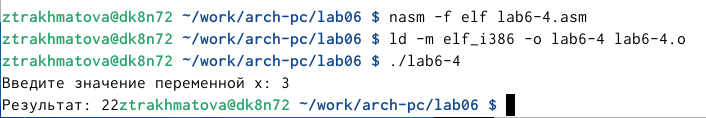 ztrakhmatova@dk8n72 ~/work/arch-pc/lab06 $ nasm -f elf lab6-4.asm
ztrakhmatova@dk8n72 ~/work/arch-pc/lab06 $ ld -m elf_i386 -o lab6-4 lab6-4.o
ztrakhmatova@dk8n72 ~/work/arch-pc/lab06 $ ./lab6-4
Введите значение переменной x: 3
Результат: 22ztrakhmatova@dk8n72 ~/work/arch-pc/lab06 $